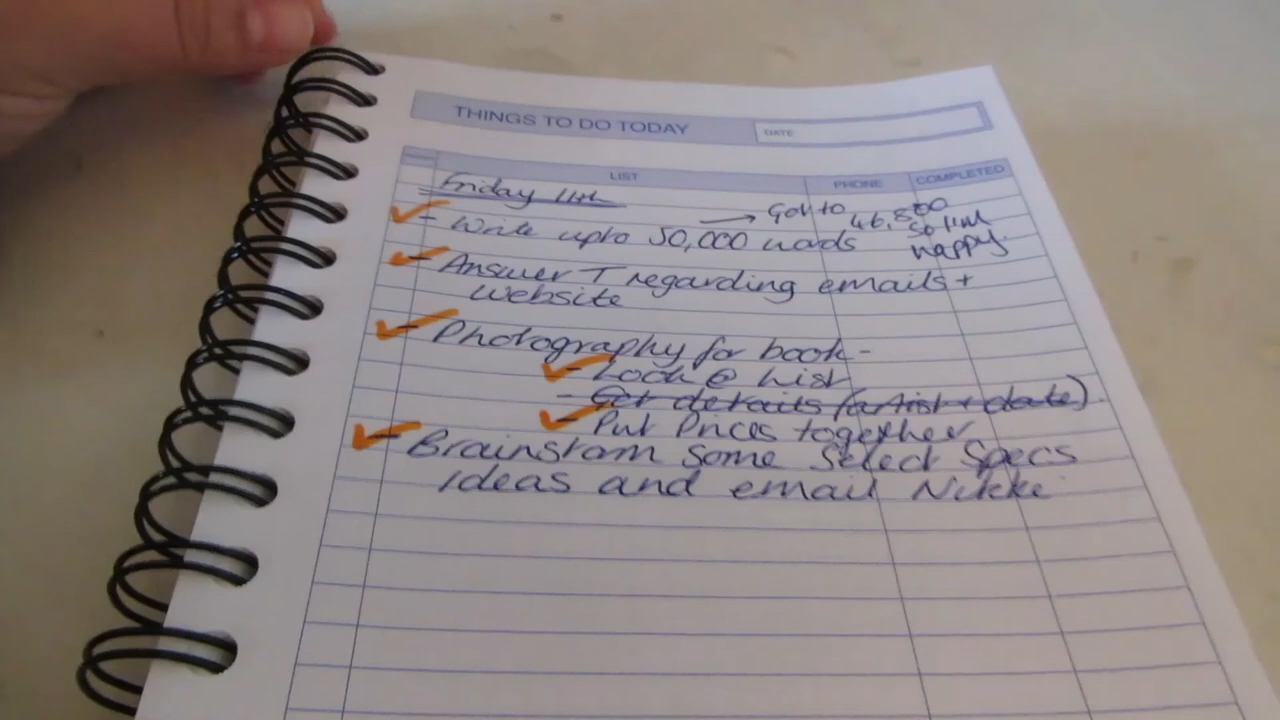 THINGS TO DO TODAY DATE
LIST PHONE COMPLETED
Friday 11th
- Write upto 50,000 words → Got to 46,800 so I'm happy.
- Answer T regarding emails +
website
- Photography for book -
- Look @ List
- Get details (artist + date)
- Put Prices together
- Brainstorm some Select Specs
ideas and email Nikki